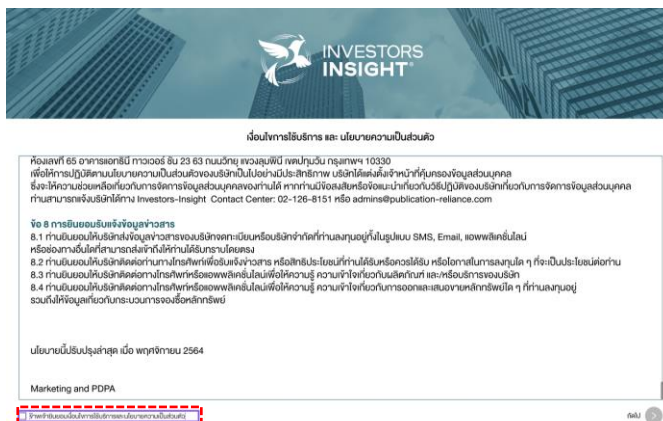 INVESTORS
INSIGHT®
เงื่อนไขการใช้บริการ และ นโยบายความเป็นส่วนตัว
ห้องเลขที่ 65 อาคารแอทธินี ทาวเวอร์ ชั้น 23 63 ถนนวิทยุ แขวงลุมพินี เขตปทุมวัน กรุงเทพฯ 10330
เพื่อให้การปฏิบัติตามนโยบายความเป็นส่วนตัวของบริษัทเป็นไปอย่างมีประสิทธิภาพ บริษัทได้แต่งตั้งเจ้าหน้าที่คุ้มครองข้อมูลส่วนบุคคล
ซึ่งจะให้ความช่วยเหลือเกี่ยวกับการจัดการข้อมูลส่วนบุคคลของท่านได้ หากท่านมีข้อสงสัยหรือข้อแนะนำเกี่ยวกับวิธีปฏิบัติของบริษัทเกี่ยวกับการจัดการข้อมูลส่วนบุคคล
ท่านสามารถแจ้งบริษัทได้ทาง Investors-Insight Contact Center: 02-126-8151 หรือ admins@publication-reliance.com
ข้อ 8 การยินยอมรับแจ้งข้อมูลข่าวสาร
8.1 ท่านยินยอมให้บริษัทส่งข้อมูลข่าวสารของบริษัทจดทะเบียนหรือบริษัทจำกัดที่ท่านลงทุนอยู่ทั้งในรูปแบบ SMS, Email, แอพพลิเคชั่นไลน์
หรือช่องทางอื่นใดที่สามารถส่งเข้าถึงให้ท่านได้รับทราบโดยตรง
8.2 ท่านยินยอมให้บริษัทติดต่อท่านทางโทรศัพท์เพื่อรับแจ้งข่าวสาร หรือสิทธิประโยชน์ที่ท่านได้รับหรือควรได้รับ หรือโอกาสในการลงทุนใด ๆ ที่จะเป็นประโยชน์ต่อท่าน
8.3 ท่านยินยอมให้บริษัทติดต่อทางโทรศัพท์หรือแอพพลิเคชั่นไลน์เพื่อให้ความรู้ ความเข้าใจเกี่ยวกับผลิตภัณฑ์ และ/หรือบริการของบริษัท
8.4 ท่านยินยอมให้บริษัทติดต่อทางโทรศัพท์หรือแอพพลิเคชั่นไลน์เพื่อให้ความรู้ ความเข้าใจเกี่ยวกับการออกและเสนอขายหลักทรัพย์ใด ๆ ที่ท่านลงทุนอยู่
รวมถึงให้ข้อมูลเกี่ยวกับกระบวนการจองซื้อหลักทรัพย์
นโยบายนี้ปรับปรุงล่าสุด เมื่อ พฤศจิกายน 2564
Marketing and PDPA
ข้าพเจ้ายินยอมเงื่อนไขการใช้บริการและนโยบายความเป็นส่วนตัว
ถัดไป